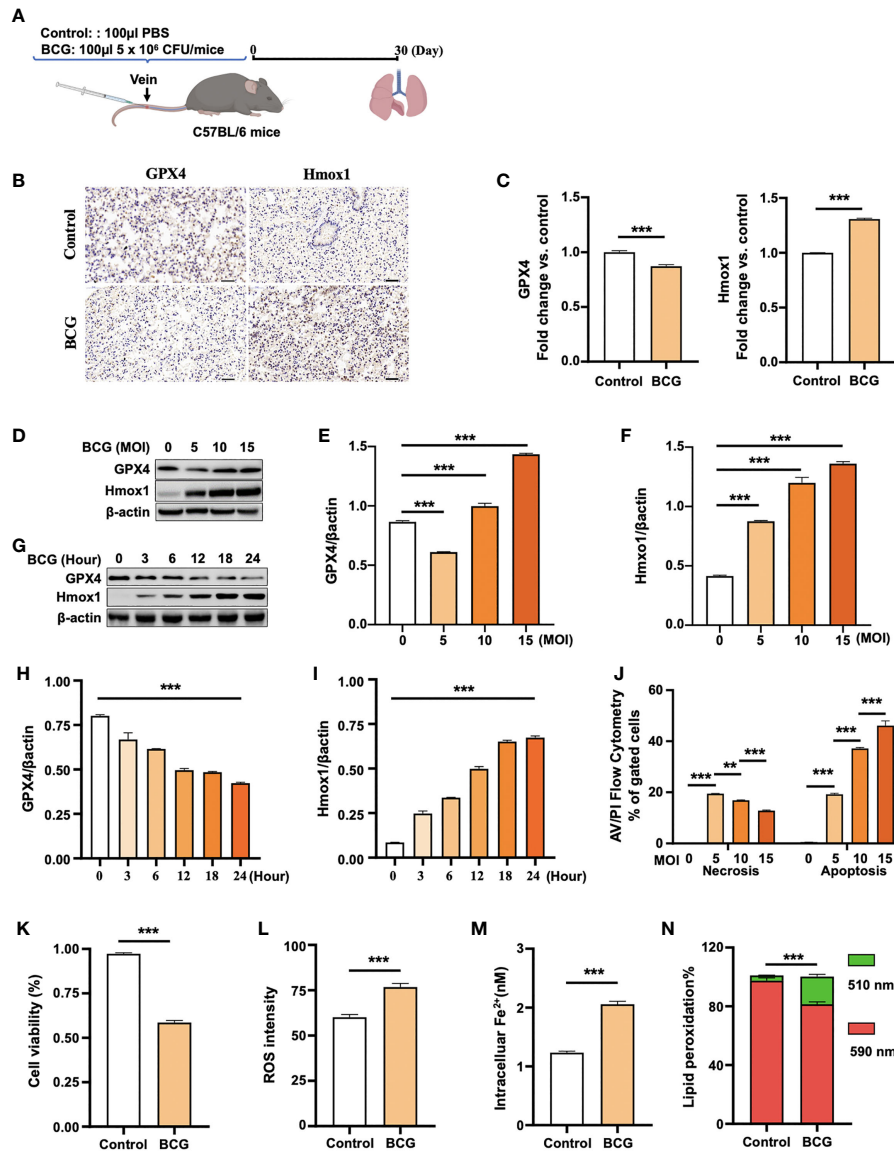 A
Control: : 100µl PBS
BCG: 100µl 5 x 10⁶ CFU/mice
0
30 (Day)
Vein
C57BL/6 mice
B
GPX4
Hmox1
Control
BCG
C
GPX4
Fold change vs. control
1.5
1.0
0.5
0.0
***
Control
BCG
Hmox1
Fold change vs. control
1.5
1.0
0.5
0.0
***
Control
BCG
D
BCG (MOI) 0 5 10 15
GPX4
Hmox1
β-actin
E
GPX4/βactin
1.5
1.0
0.5
0.0
***
***
***
0 5 10 15 (MOI)
F
Hmxo1/βactin
1.5
1.0
0.5
0.0
***
***
***
0 5 10 15 (MOI)
G
BCG (Hour) 0 3 6 12 18 24
GPX4
Hmox1
β-actin
H
GPX4/βactin
1.00
0.75
0.50
0.25
0.00
***
0 3 6 12 18 24 (Hour)
I
Hmox1/βactin
1.00
0.75
0.50
0.25
0.00
***
0 3 6 12 18 24 (Hour)
J
AV/PI Flow Cytometry
% of gated cells
60
40
20
0
*** ** ***
*** *** ***
MOI 0 5 10 15 0 5 10 15
Necrosis Apoptosis
K
Cell viability (%)
1.00
0.75
0.50
0.25
0.00
***
Control BCG
L
ROS intensity
100
75
50
25
0
***
Control BCG
M
Intracelluar Fe²⁺(nM)
3
2
1
0
***
Control BCG
N
Lipid peroxidation%
120
80
40
0
***
Control BCG
510 nm
590 nm